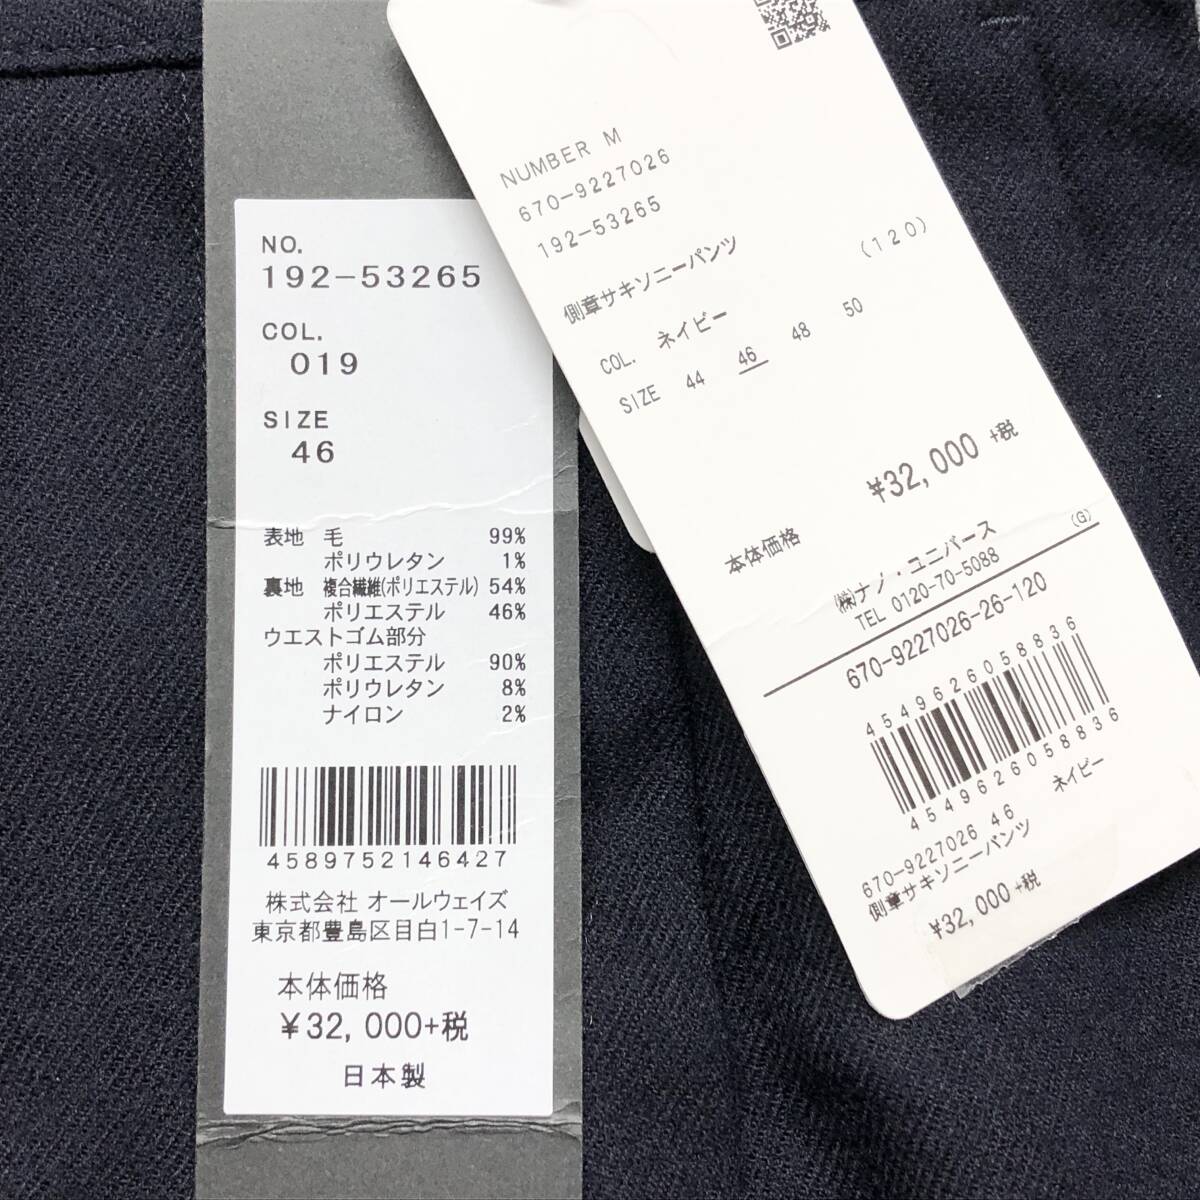 NO.
192-53265
COL.
019
SIZE
46
表地 毛 99%
ポリウレタン 1%
裏地 複合繊維(ポリエステル) 54%
ポリエステル 46%
ウエストゴム部分
ポリエステル 90%
ポリウレタン 8%
ナイロン 2%
4589752146427
株式会社 オールウェイズ
東京都豊島区目白1-7-14
本体価格
¥32,000+税
日本製
NUMBER M
670-9227026
192-53265
側章サキソニーパンツ (120)
COL. ネイビー
SIZE 44 46 48 50
本体価格 ¥32,000 +税
(株)ナノ・ユニバース (G)
TEL 0120-70-5088
670-9227026-26-120
4549626058836
4549626058836
670-9227026 46 ネイビー
側章サキソニーパンツ
¥32,000 +税